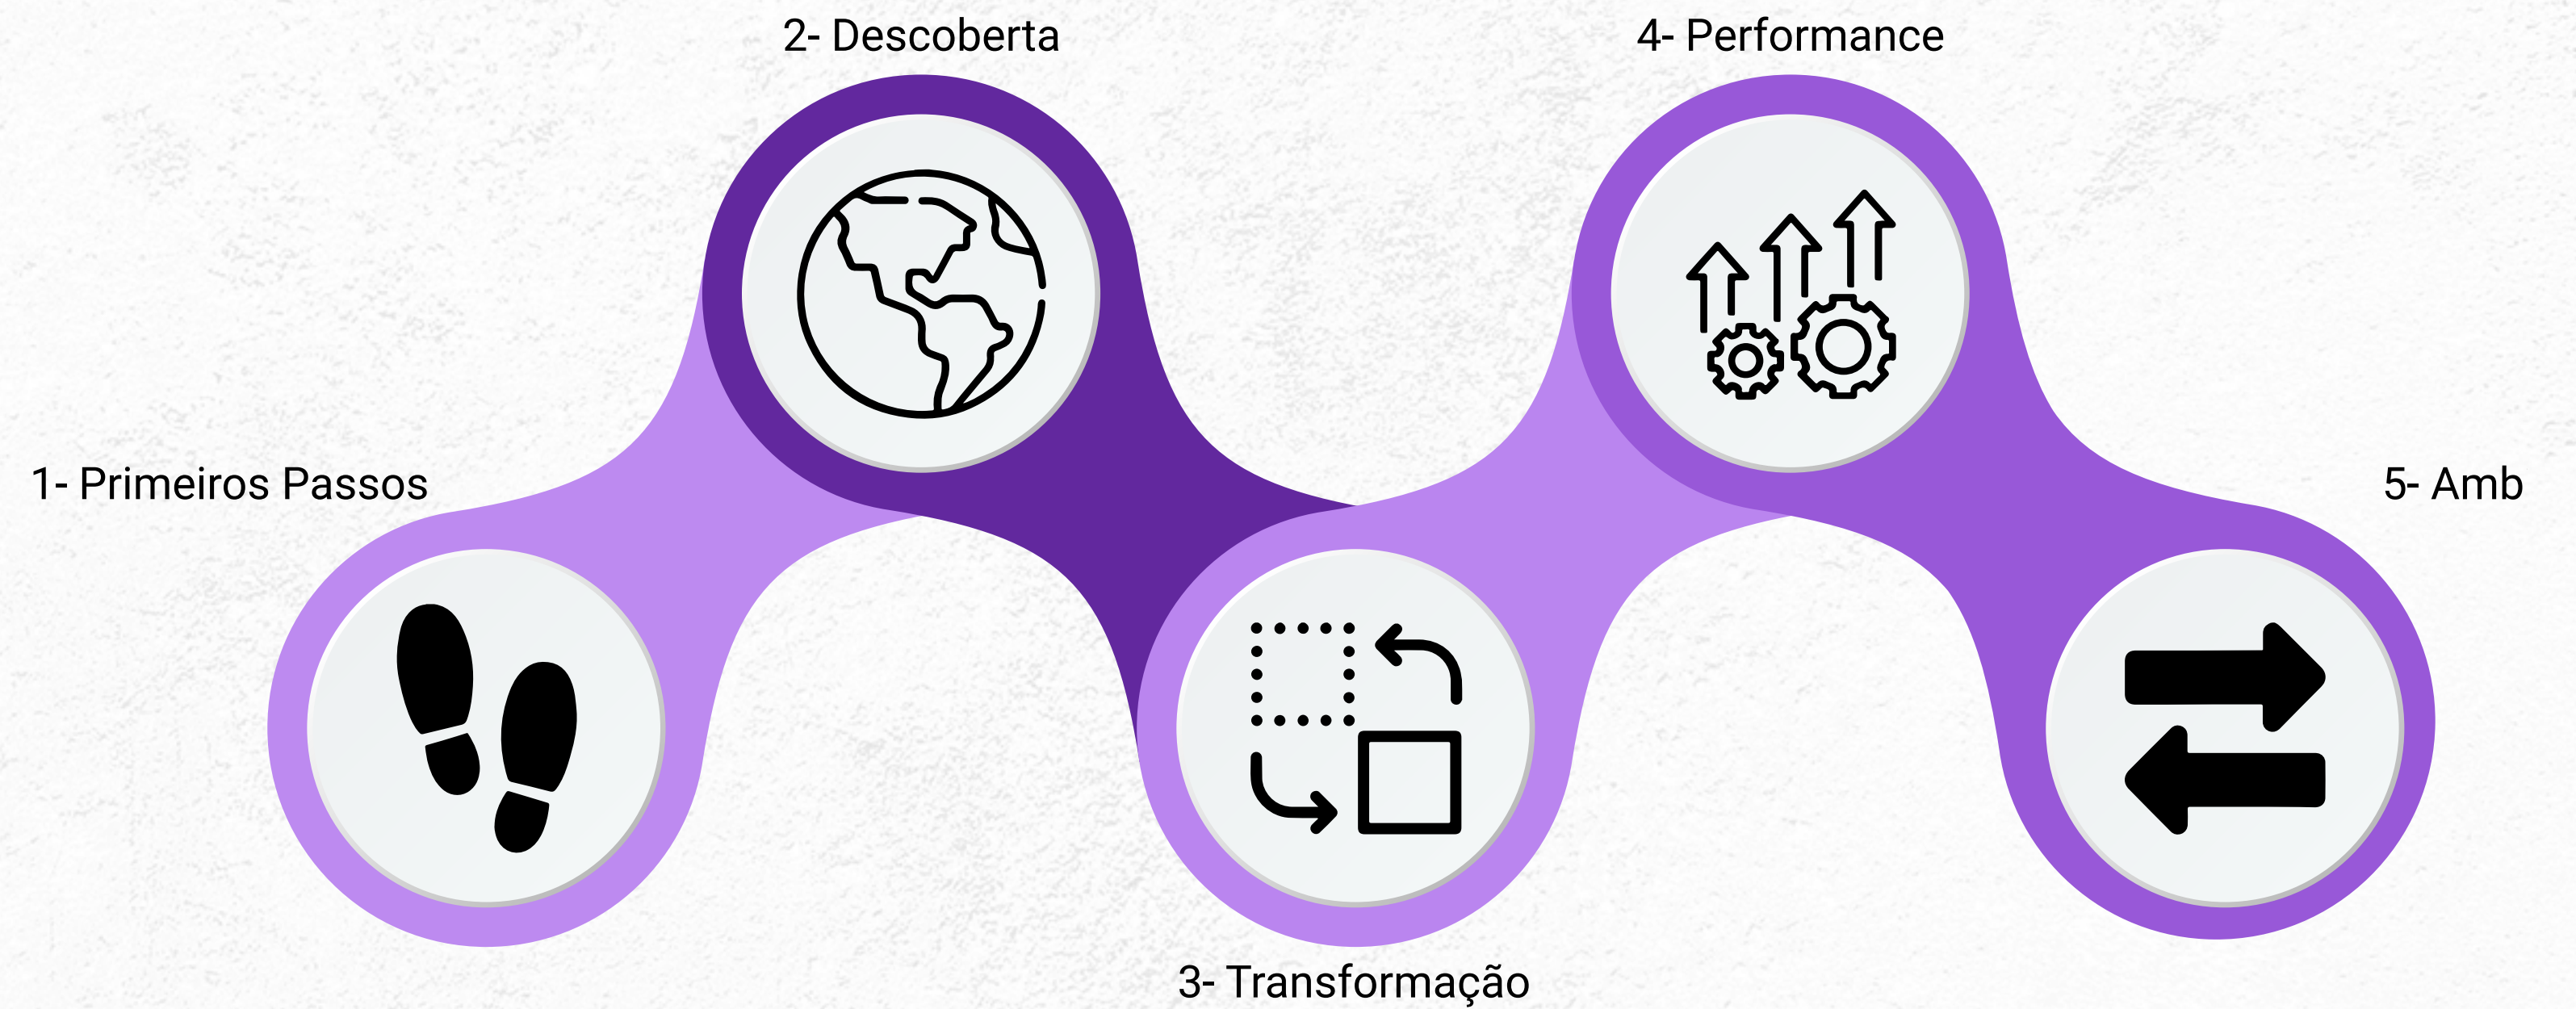 1- Primeiros Passos
2- Descoberta
3- Transformação
4- Performance
5- Amb